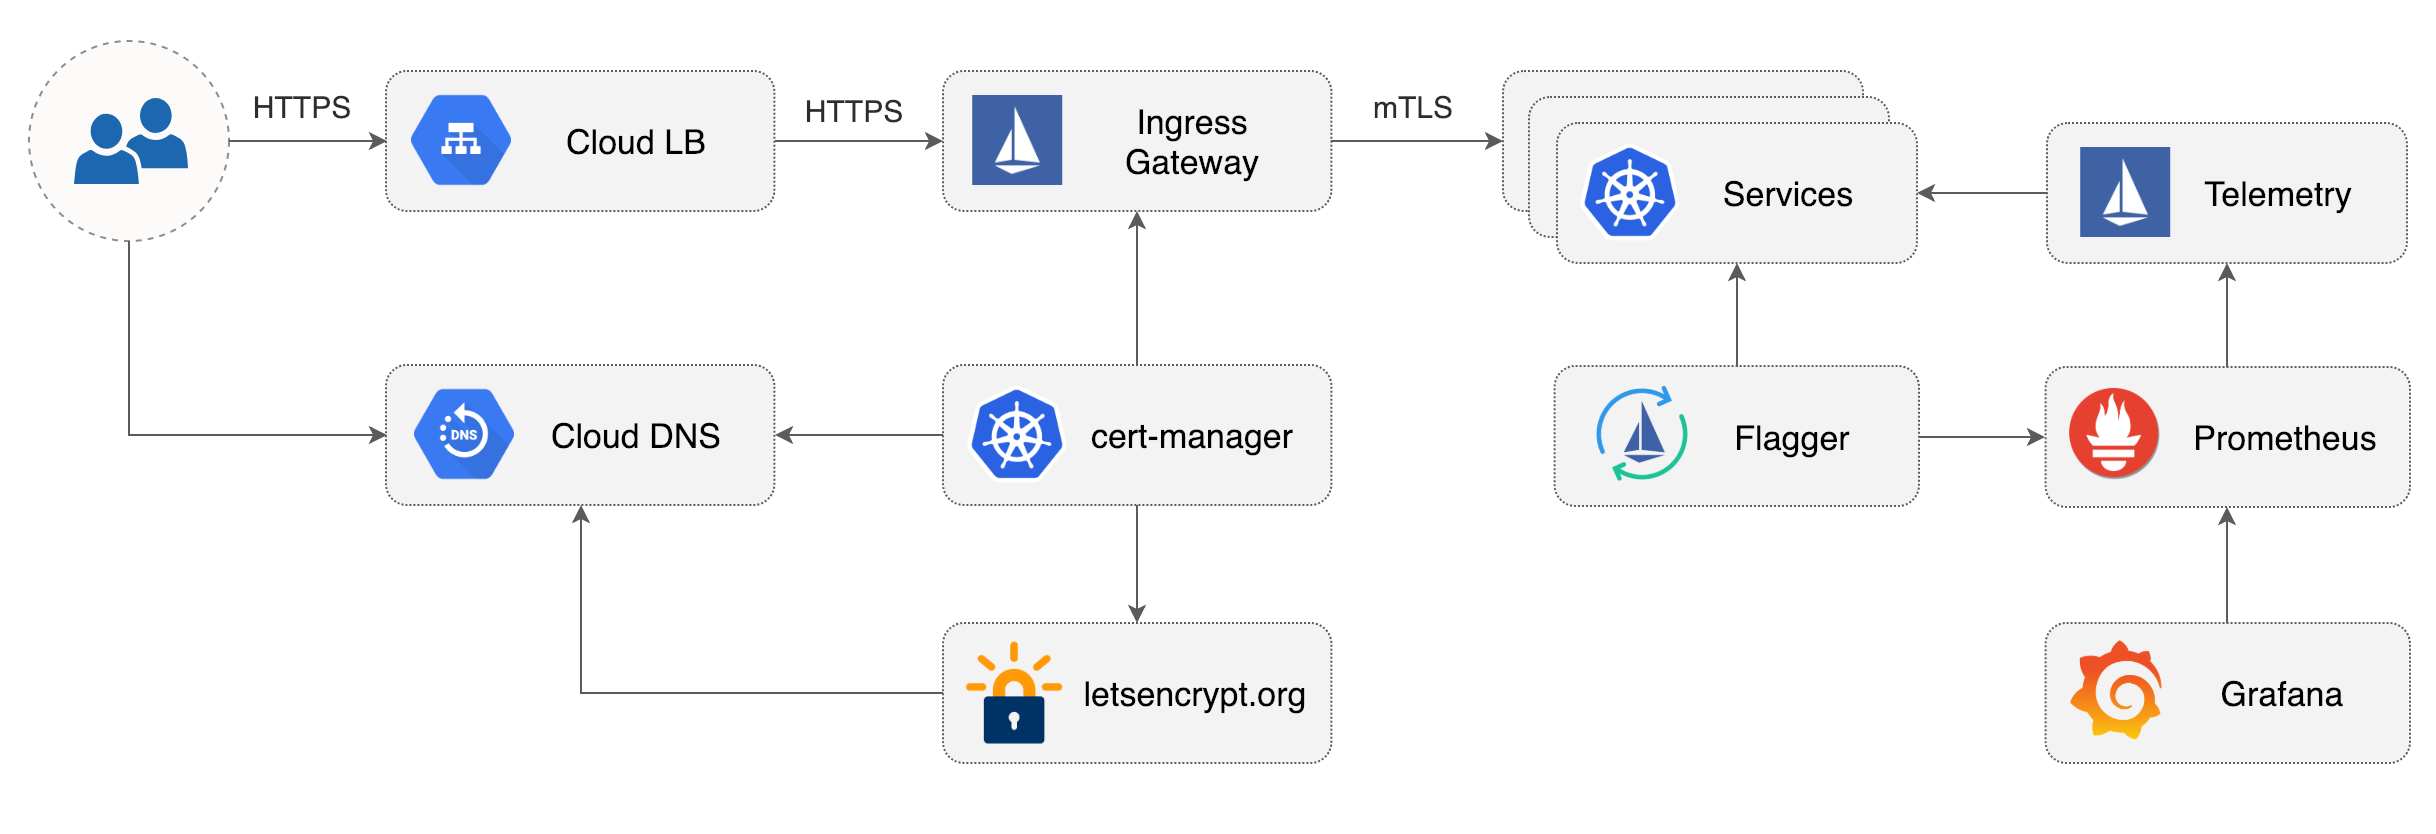 HTTPS
Cloud LB
HTTPS
Ingress
Gateway
mTLS
Services
Telemetry
DNS
Cloud DNS
cert-manager
Flagger
Prometheus
letsencrypt.org
Grafana